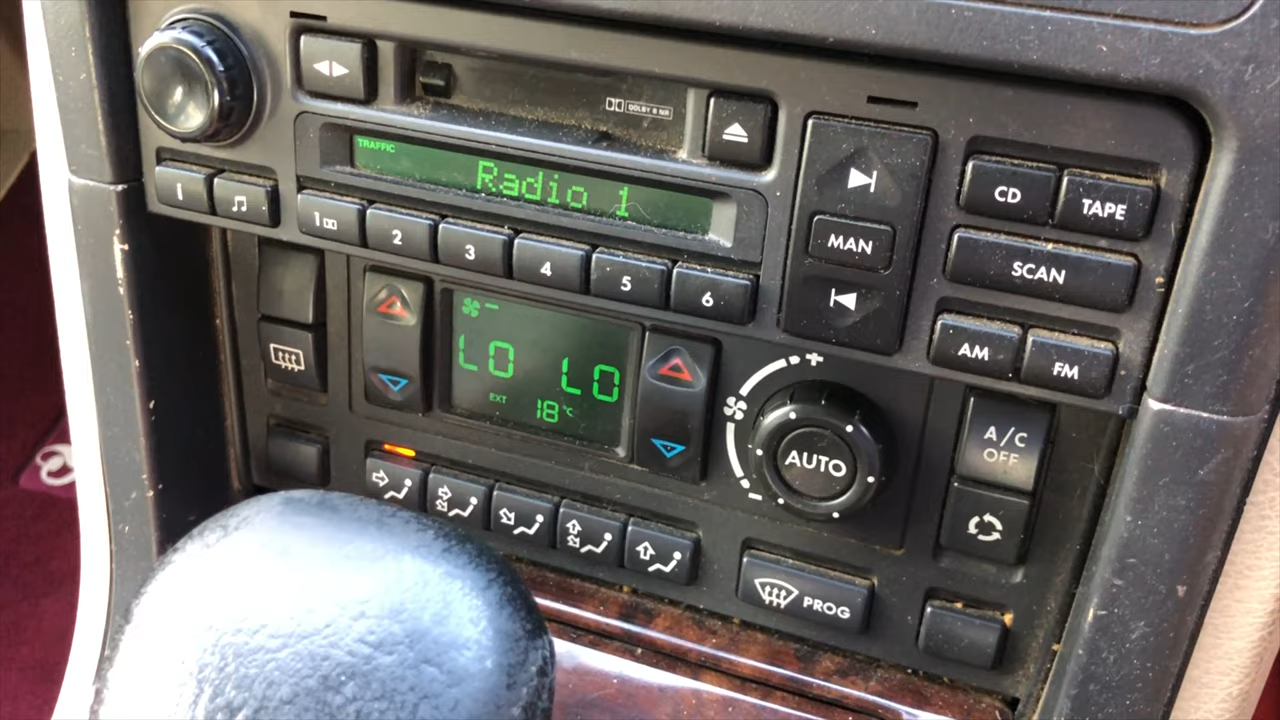 DOLBY B NR
TRAFFIC
Radio 1
i
1
2
3
4
5
6
MAN
CD
TAPE
SCAN
AM
FM
LO LO
EXT 18°C
AUTO
+
-
A/C
OFF
PROG